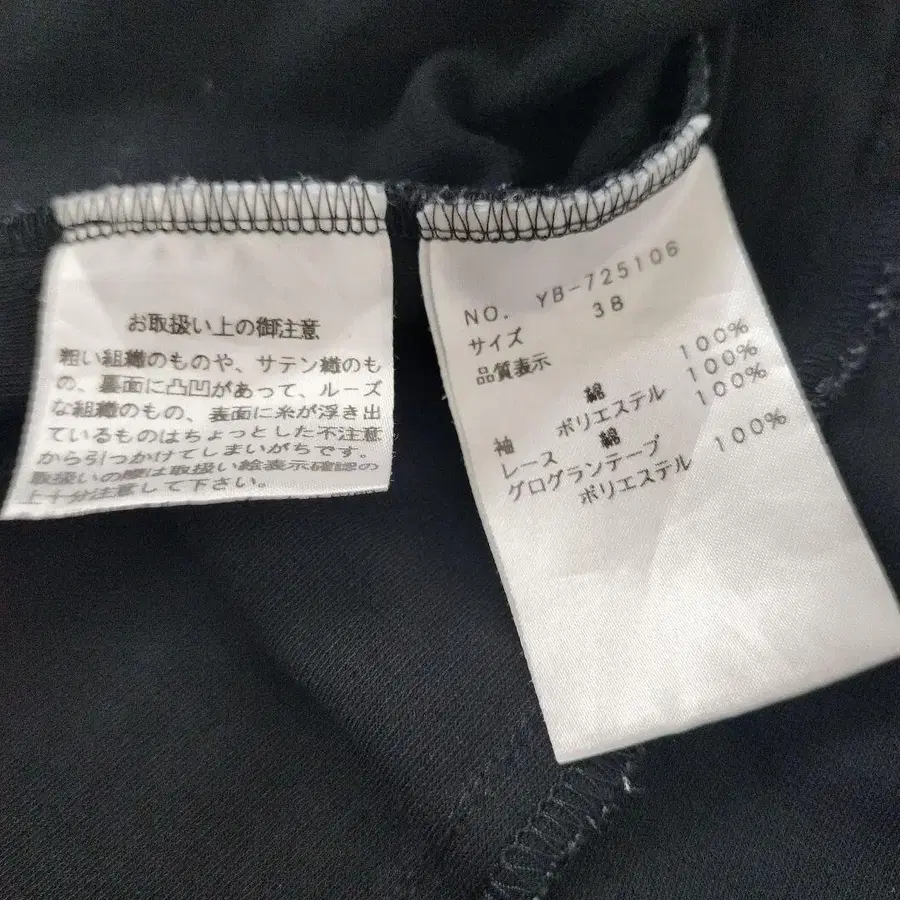 お取扱い上の御注意
粗い組織のものや、サテン織のも
の、裏面に凸凹があって、ルーズ
な組織のもの、表面に糸が浮き出
ているものはちょっとした不注意
から引っかけてしまいがちです。
取扱いの際は取扱い絵表示確認の
上十分注意して下さい。
NO. YB-725106
サイズ 38
品質表示
綿 100%
ポリエステル 100%
袖 綿 100%
レース
グログランテープ
ポリエステル 100%